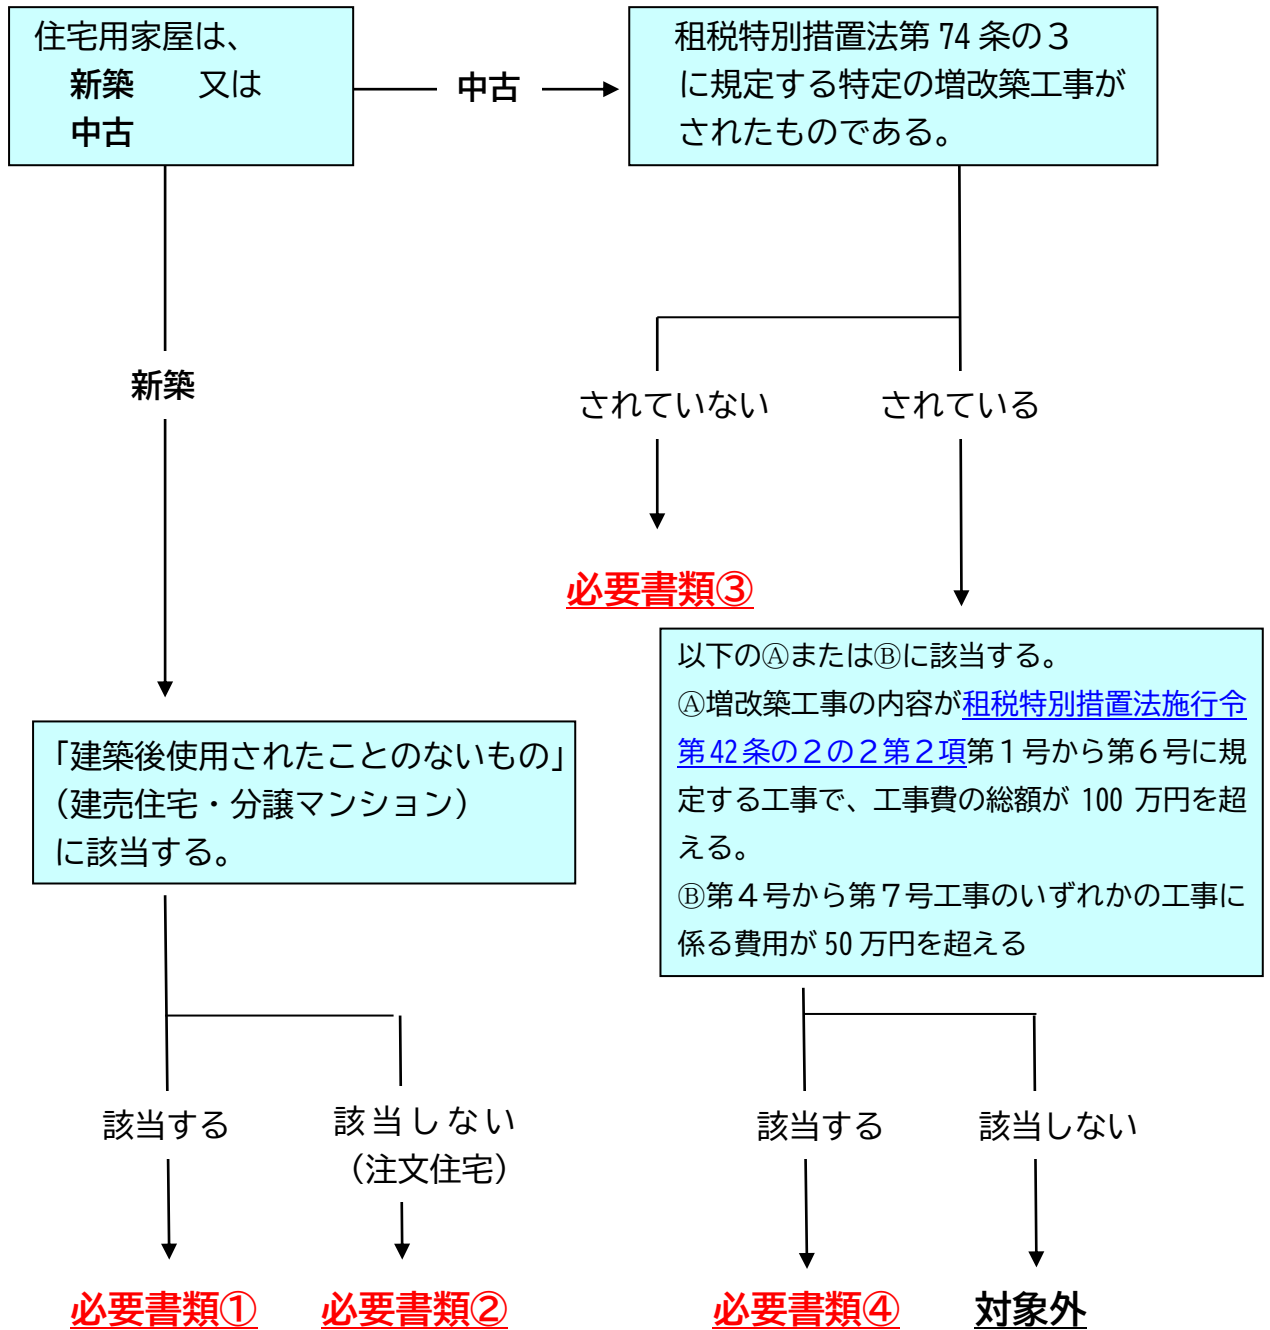 住宅用家屋は、
新築　　又は
中古
中古
租税特別措置法第 74 条の３
に規定する特定の増改築工事が
されたものである。
新築
されていない
されている
必要書類③
以下のⒶまたはⒷに該当する。
Ⓐ増改築工事の内容が租税特別措置法施行令
第 42 条の２の２第２項第１号から第６号に規
定する工事で、工事費の総額が 100 万円を超
える。
Ⓑ第４号から第７号工事のいずれかの工事に
係る費用が 50 万円を超える
「建築後使用されたことのないもの」
（建売住宅・分譲マンション）
に該当する。
該当する
該当しない
（注文住宅）
該当する
該当しない
必要書類①
必要書類②
必要書類④
対象外